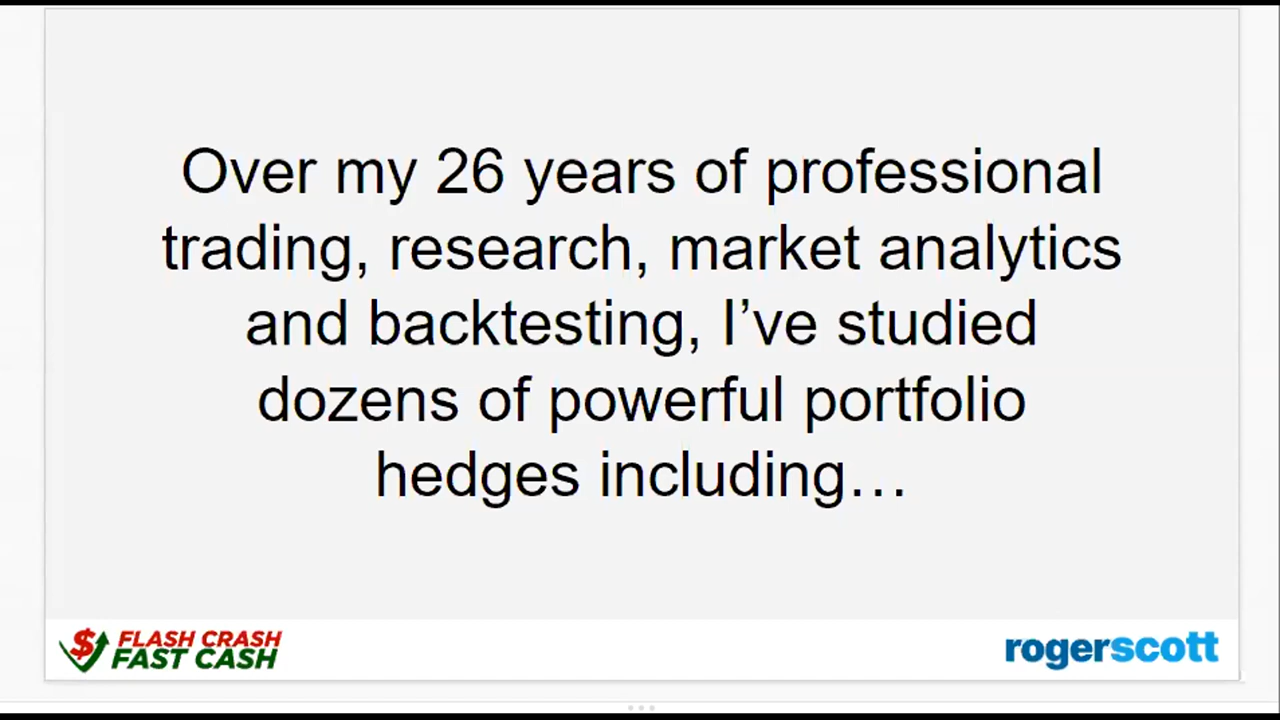 Over my 26 years of professional
trading, research, market analytics
and backtesting, I’ve studied
dozens of powerful portfolio
hedges including…
$ FLASH CRASH
FAST CASH
rogerscott